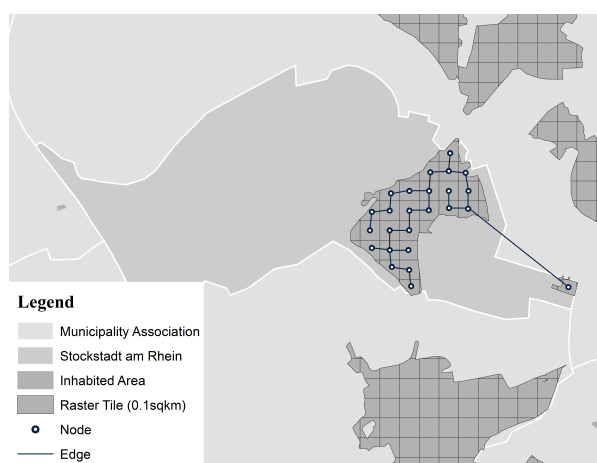 Legend
Municipality Association
Stockstadt am Rhein
Inhabited Area
Raster Tile (0.1sqkm)
Node
Edge